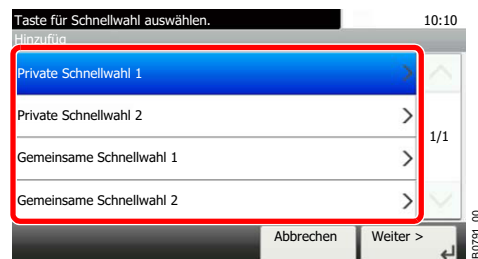 Taste für Schnellwahl auswählen. 10:10
Hinzufüg
Private Schnellwahl 1
Private Schnellwahl 2
1/1
Gemeinsame Schnellwahl 1
Gemeinsame Schnellwahl 2
Abbrechen Weiter >
B0791_00